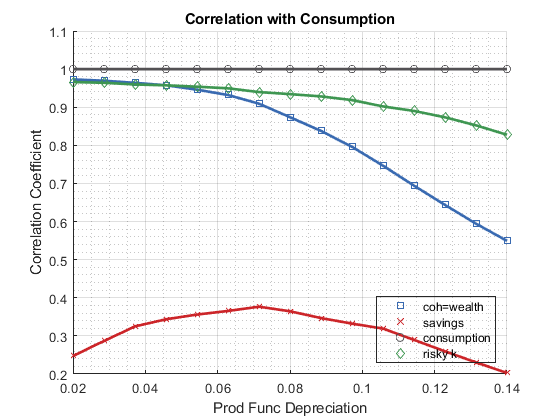 Correlation with Consumption
1.1
1
0.9
0.8
0.7
0.6
0.5
0.4
0.3
0.2
Correlation Coefficient
coh=wealth
savings
consumption
risky k
0.02
0.04
0.06
0.08
0.1
0.12
0.14
Prod Func Depreciation